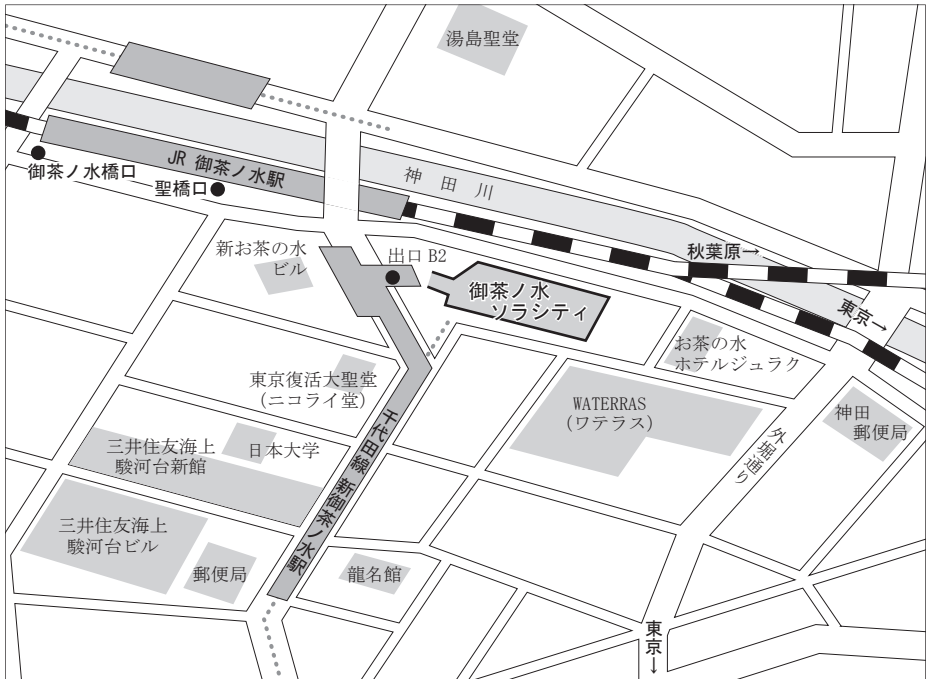 湯島聖堂
JR 御茶ノ水駅
神田川
御茶ノ水橋口
聖橋口
新お茶の水
ビル
出口 B2
御茶ノ水
ソラシティ
秋葉原→
東京→
お茶の水
ホテルジュラク
東京復活大聖堂
(ニコライ堂)
WATERRAS
(ワテラス)
神田
郵便局
外堀通り
千代田線 新御茶ノ水駅
三井住友海上
駿河台新館
日本大学
三井住友海上
駿河台ビル
郵便局
龍名館
東京→